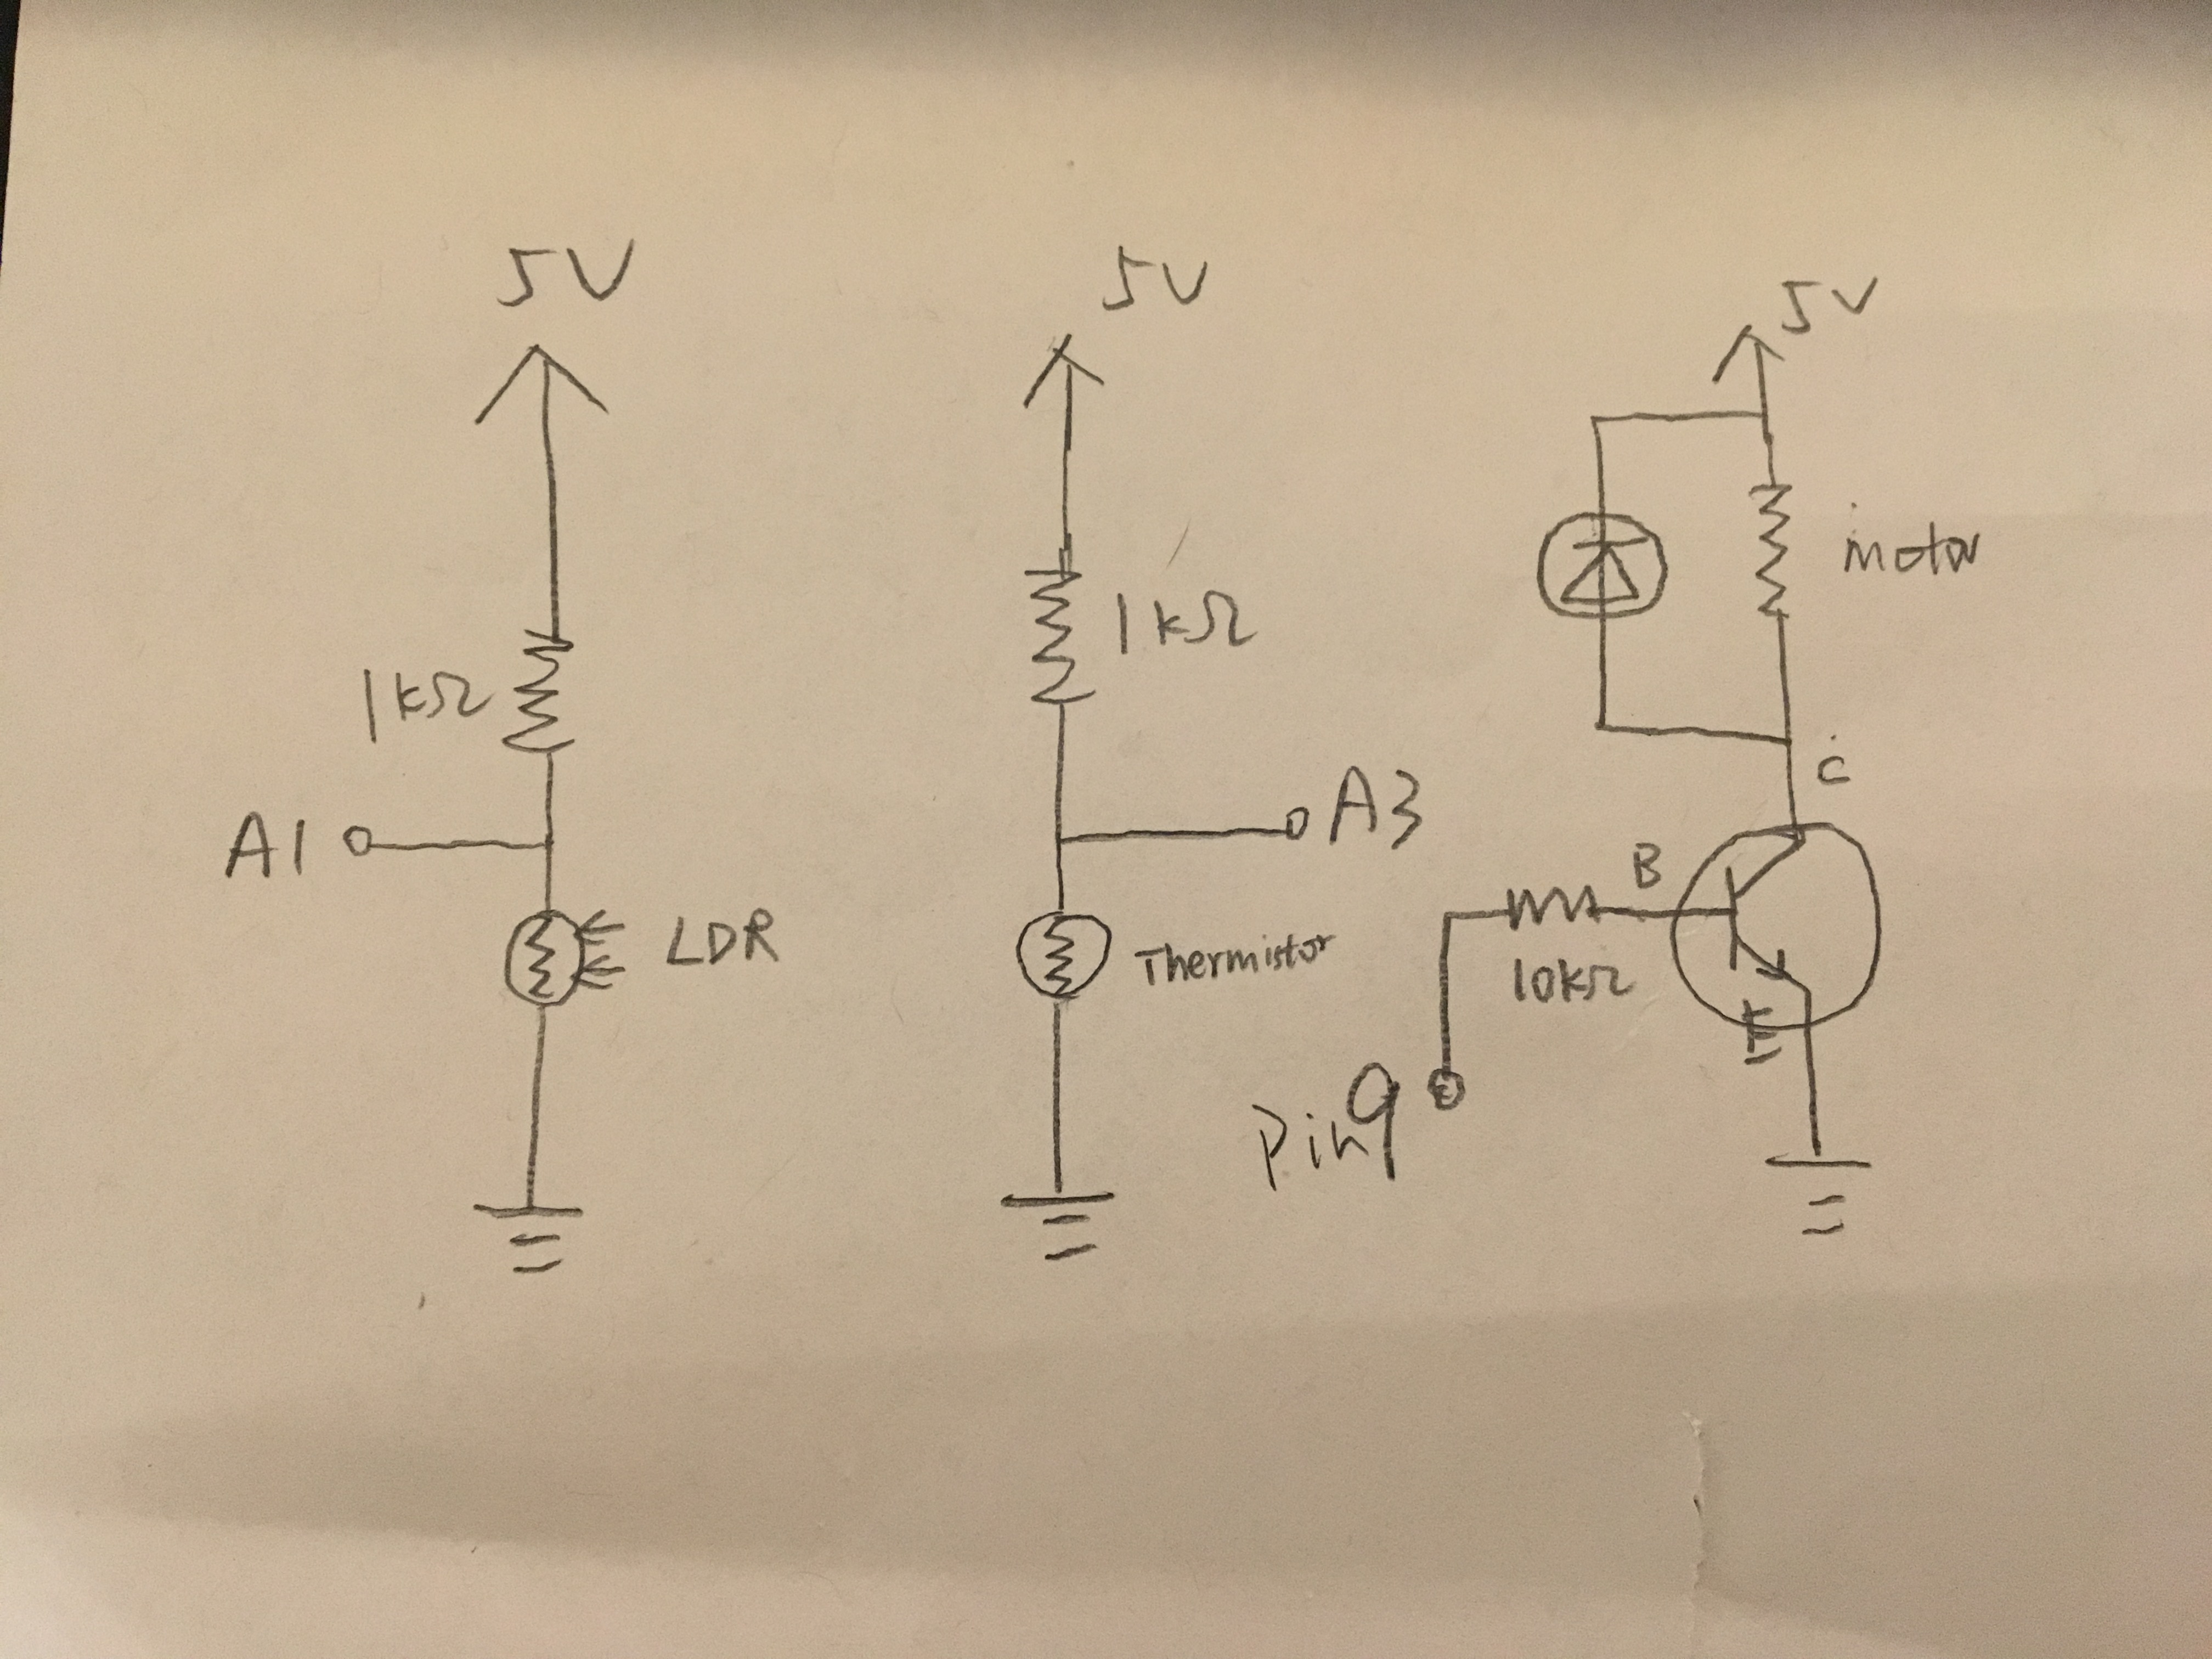 5V
1kΩ
A1
LDR
5V
1kΩ
A3
Thermistor
5V
motor
C
B
10kΩ
E
Pin9